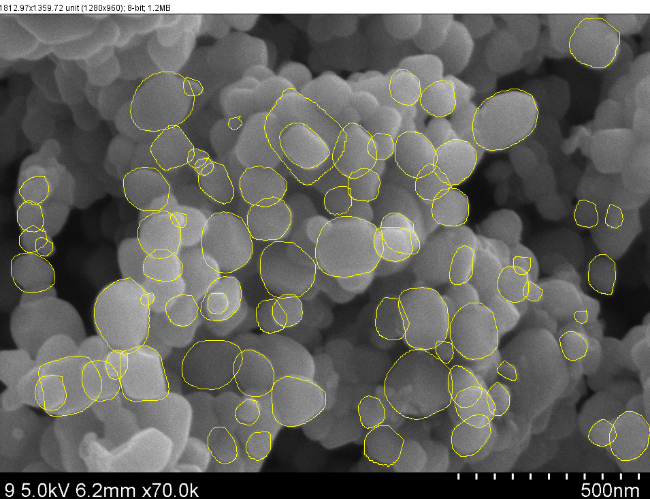 1812.97x1359.72 unit (1280x960); 8-bit; 1.2MB
9 5.0kV 6.2mm x70.0k
500nm